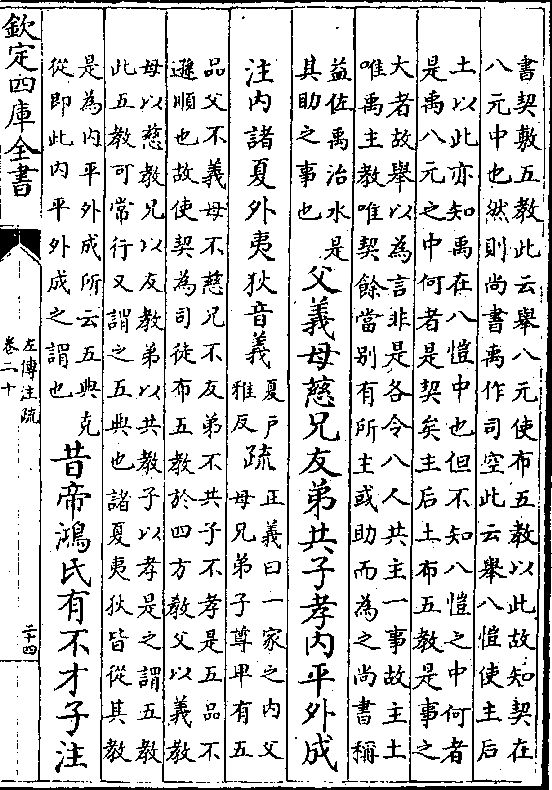 書契敷五教此云舉八元使布五教以此故知契在
八元中也然則尚書禹作司空此云舉八愷使主后
土以此亦知禹在八愷中也但不知八愷之中何者
是禹八元之中何者是契矣主后土布五教是事之
大者故舉以為言非是各令八人共主一事故主土
唯禹主教唯契餘當别有所主或助而為之尚書稱
益佐禹治水是
其助之事也
父義母慈兄友弟共子孝内平外成
注内諸夏外夷狄音義
夏戶
雅反
疏
正義曰一家之内父
母兄弟子尊卑有五
品父不義母不慈兄不友弟不共子不孝是五品不
遜順也故使契為司徒布五教於四方教父以義教
母以慈教兄以友教弟以共教子以孝是之謂五教
此五教可常行又謂之五典也諸夏夷狄皆從其教
是為内平外成所云五典克
從即此内平外成之謂也
昔帝鴻氏有不才子注
欽定四庫全書
左傳注疏
卷二十
二十四